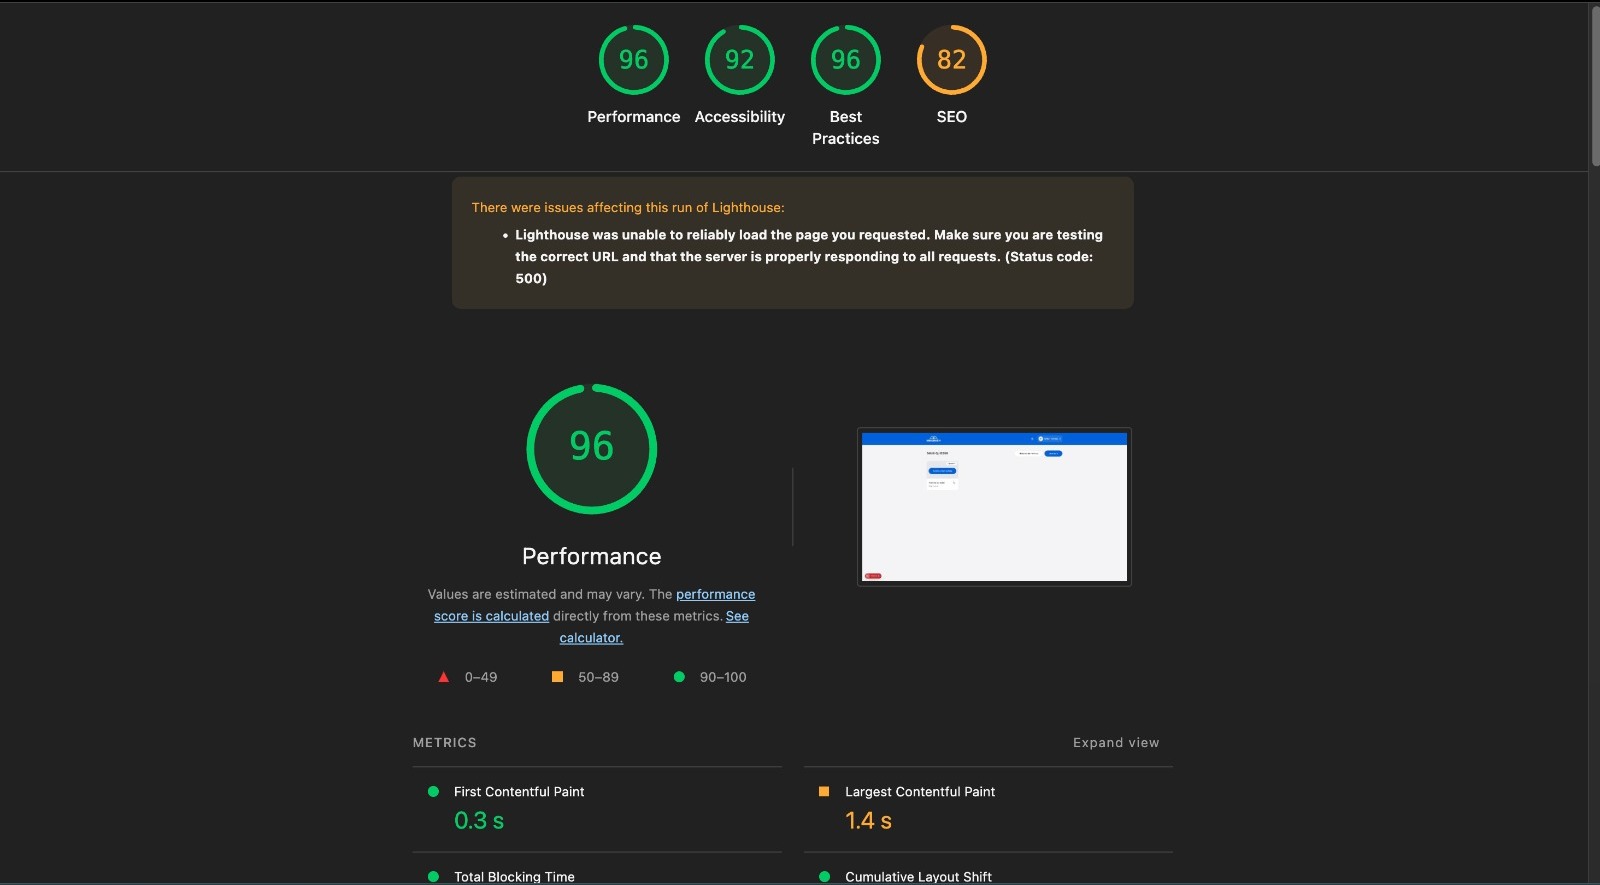 96
92
96
82
Performance
Accessibility
Best
Practices
SEO
There were issues affecting this run of Lighthouse:
• Lighthouse was unable to reliably load the page you requested. Make sure you are testing
the correct URL and that the server is properly responding to all requests. (Status code:
500)
96
Performance
Values are estimated and may vary. The performance
score is calculated directly from these metrics. See
calculator.
0–49
50–89
90–100
METRICS
Expand view
First Contentful Paint
0.3 s
Largest Contentful Paint
1.4 s
Total Blocking Time
Cumulative Layout Shift